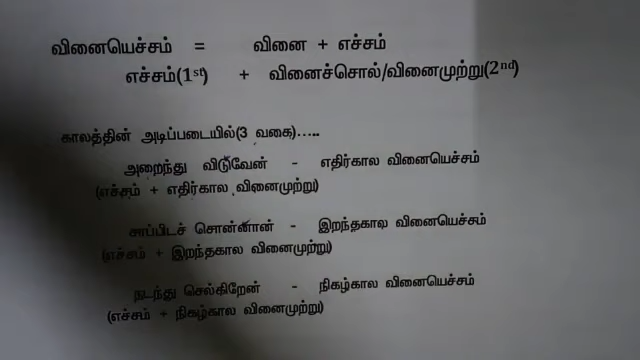 வினையெச்சம் = வினை + எச்சம்
எச்சம்(1st) + வினைச்சொல்/வினைமுற்று(2nd)
காலத்தின் அடிப்படையில்(3 வகை)…..
அறைந்து விடுவேன் - எதிர்கால வினையெச்சம்
(எச்சம் + எதிர்கால வினைமுற்று)
சாப்பிடச் சொன்னான் - இறந்தகால வினையெச்சம்
(எச்சம் + இறந்தகால வினைமுற்று)
நடந்து செல்கிறேன் - நிகழ்கால வினையெச்சம்
(எச்சம் + நிகழ்கால வினைமுற்று)